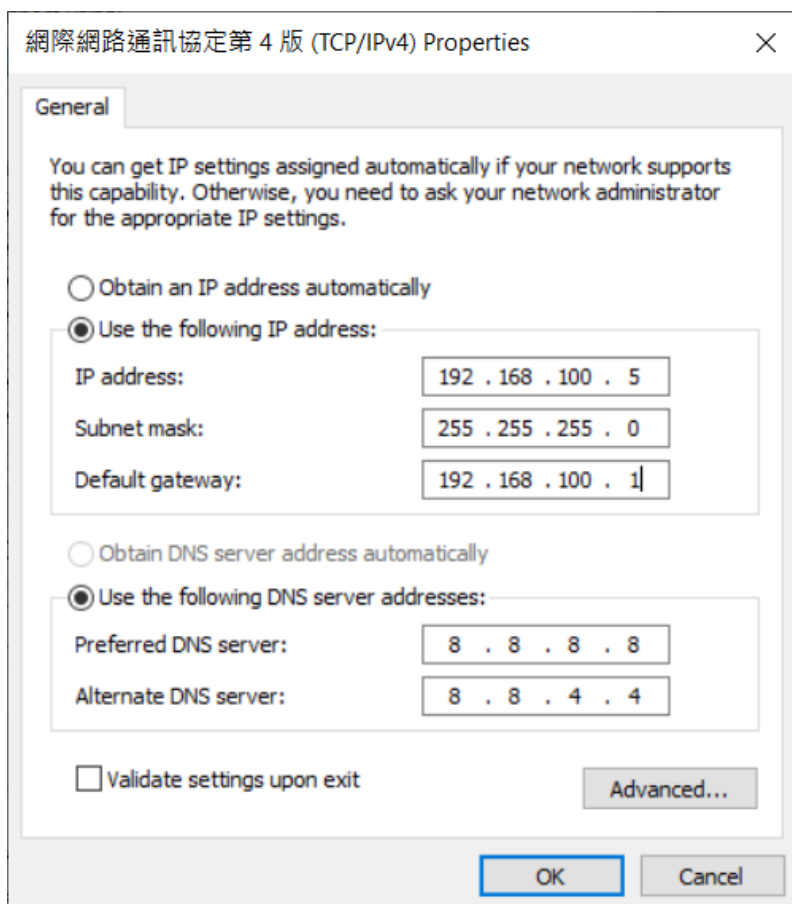 網際網路通訊協定第 4 版 (TCP/IPv4) Properties
General
You can get IP settings assigned automatically if your network supports
this capability. Otherwise, you need to ask your network administrator
for the appropriate IP settings.
Obtain an IP address automatically
Use the following IP address:
IP address: 192 . 168 . 100 . 5
Subnet mask: 255 . 255 . 255 . 0
Default gateway: 192 . 168 . 100 . 1
Obtain DNS server address automatically
Use the following DNS server addresses:
Preferred DNS server: 8 . 8 . 8 . 8
Alternate DNS server: 8 . 8 . 4 . 4
Validate settings upon exit
Advanced...
OK Cancel